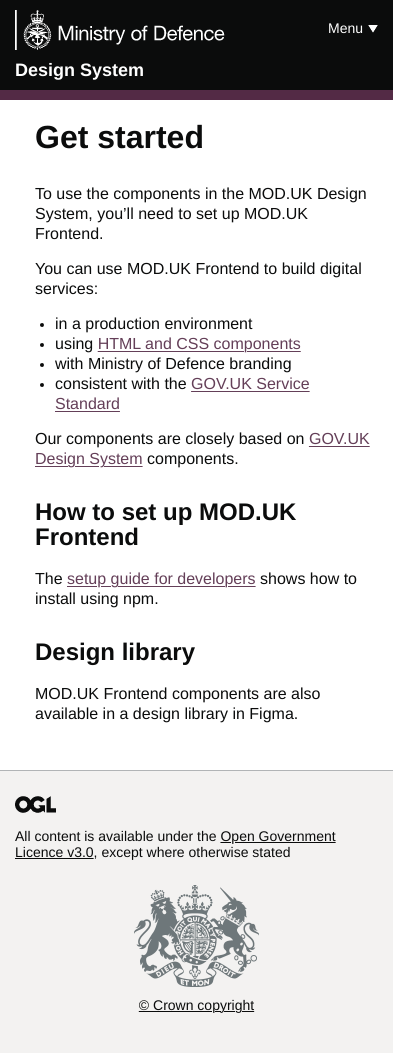 Ministry of Defence
Menu ▼
Design System
Get started
To use the components in the MOD.UK Design
System, you’ll need to set up MOD.UK
Frontend.
You can use MOD.UK Frontend to build digital
services:
• in a production environment
• using HTML and CSS components
• with Ministry of Defence branding
• consistent with the GOV.UK Service
Standard
Our components are closely based on GOV.UK
Design System components.
How to set up MOD.UK
Frontend
The setup guide for developers shows how to
install using npm.
Design library
MOD.UK Frontend components are also
available in a design library in Figma.
OGL
All content is available under the Open Government
Licence v3.0, except where otherwise stated
DIEU ET MON DROIT
© Crown copyright